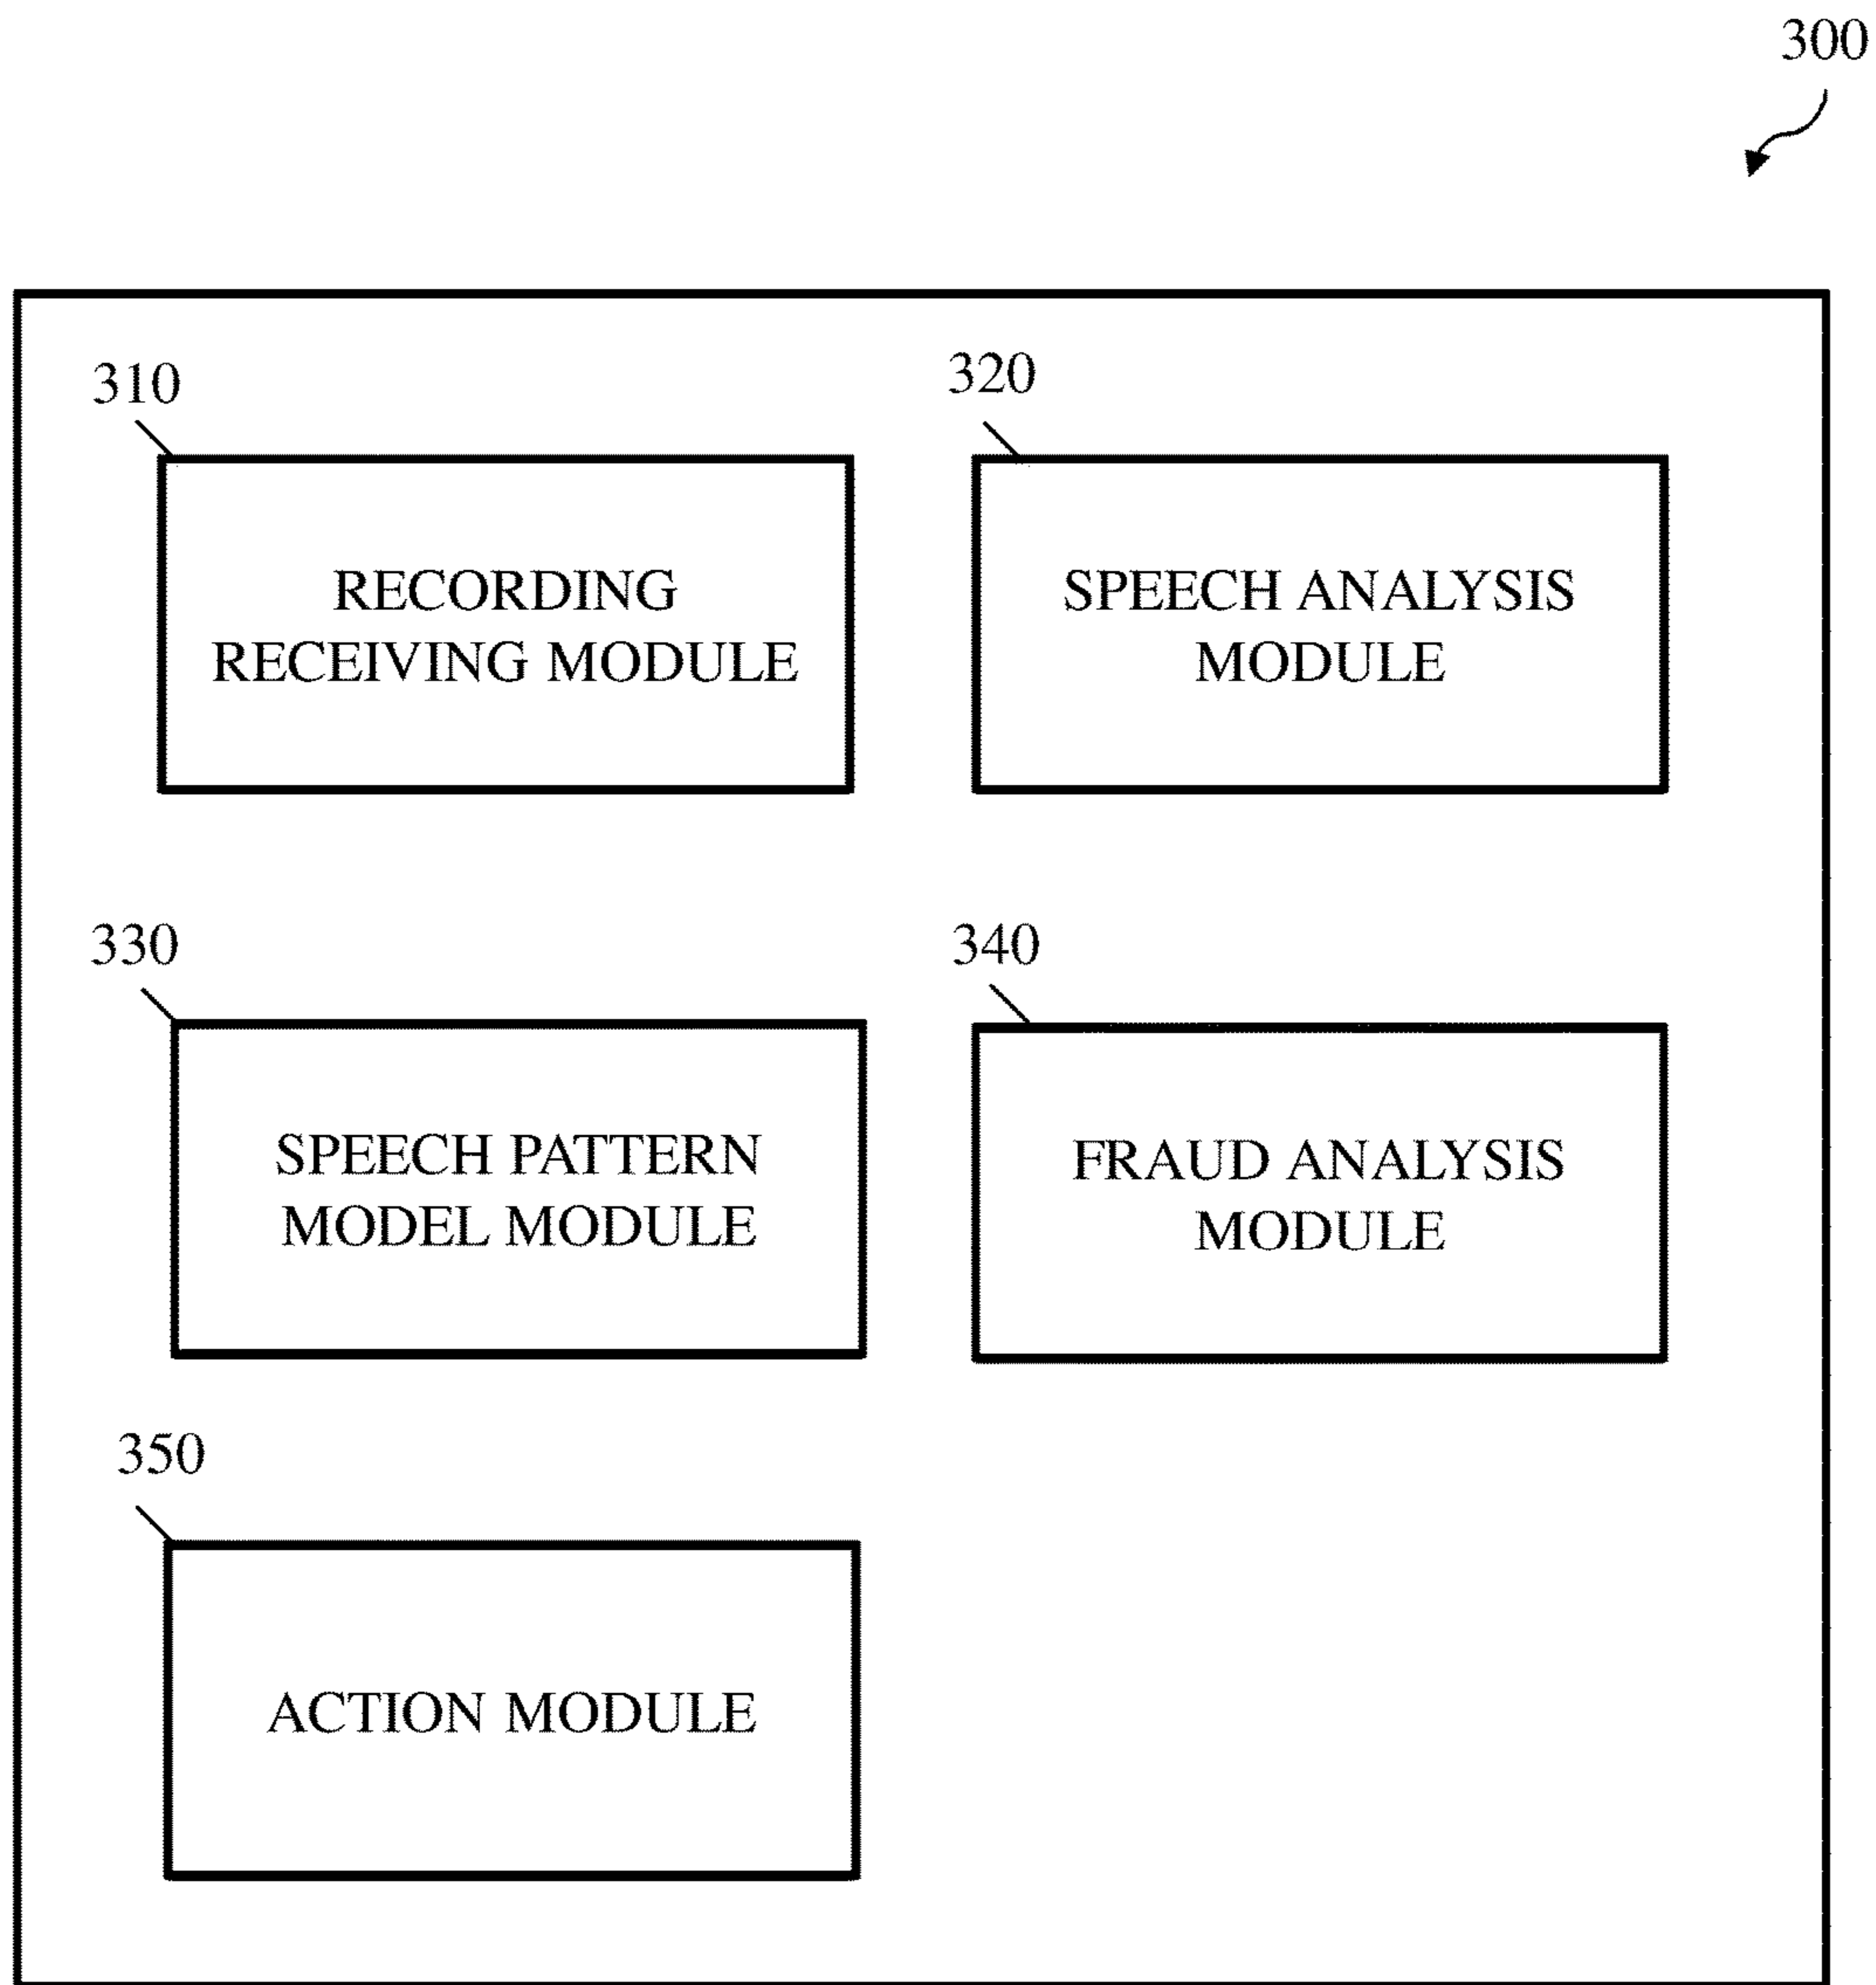 300
310
RECORDING
RECEIVING MODULE
320
SPEECH ANALYSIS
MODULE
330
SPEECH PATTERN
MODEL MODULE
340
FRAUD ANALYSIS
MODULE
350
ACTION MODULE